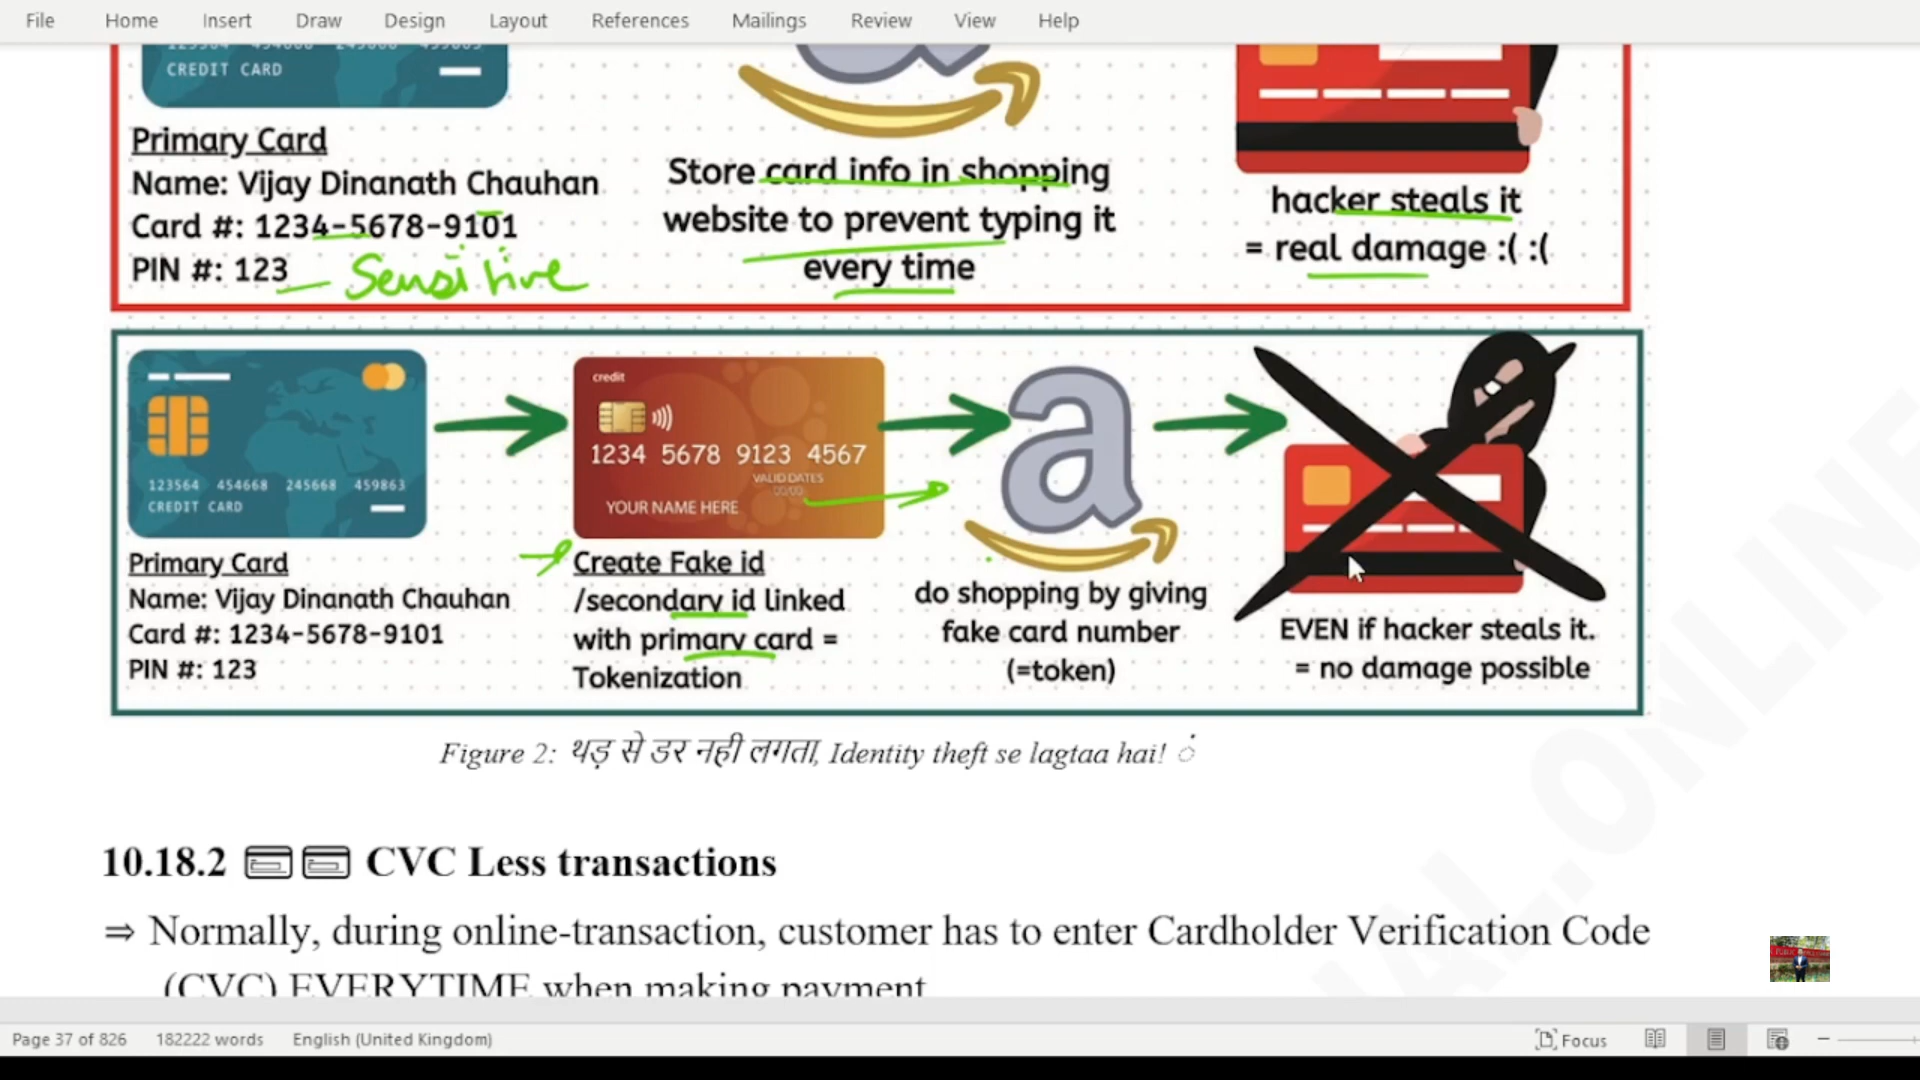 File Home Insert Draw Design Layout References Mailings Review View Help
CREDIT CARD
Primary Card
Name: Vijay Dinanath Chauhan
Card #: 1234-5678-9101
PIN #: 123
Sensitive
Store card info in shopping
website to prevent typing it
every time
hacker steals it
= real damage :( :(
123564 454668 245668 459863
CREDIT CARD
Primary Card
Name: Vijay Dinanath Chauhan
Card #: 1234-5678-9101
PIN #: 123
credit
1234 5678 9123 4567
VALID DATES
00/00
YOUR NAME HERE
Create Fake id
/secondary id linked
with primary card =
Tokenization
a
do shopping by giving
fake card number
(=token)
EVEN if hacker steals it.
= no damage possible
Figure 2: थड़ से डर नही लगता, Identity theft se lagtaa hai! ं
10.18.2 CVC Less transactions
⇒ Normally, during online-transaction, customer has to enter Cardholder Verification Code
(CVC) EVERYTIME when making payment
Page 37 of 826 182222 words English (United Kingdom) Focus